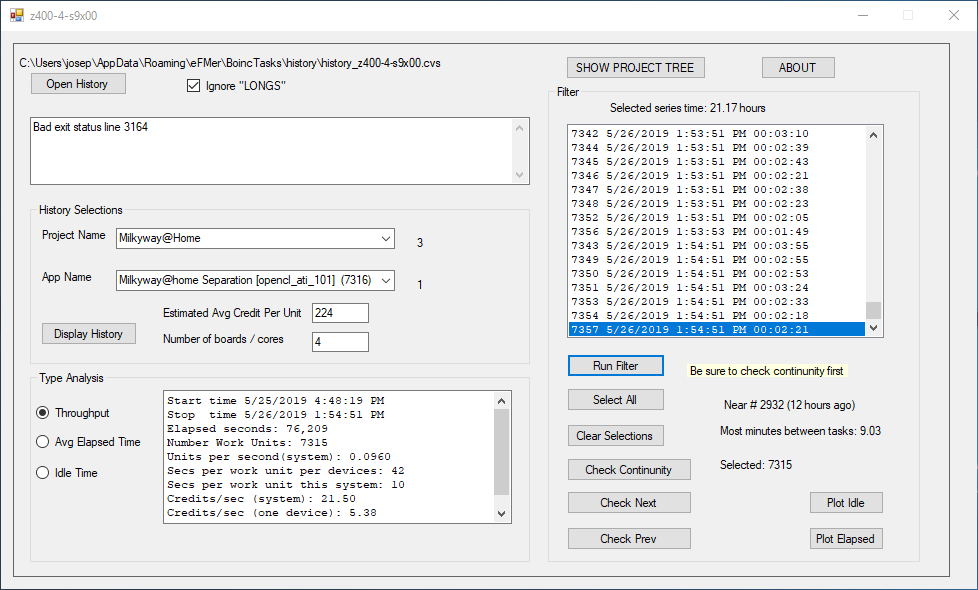 z400-4-s9x00
C:\Users\josep\AppData\Roaming\eFMer\BoincTasks\history\history_z400-4-s9x00.cvs
Open History
Ignore "LONGS"
SHOW PROJECT TREE
ABOUT
Bad exit status line 3164
History Selections
Project Name
Milkyway@Home
3
App Name
Milkyway@home Separation [opencl_ati_101] (7316)
1
Estimated Avg Credit Per Unit
224
Display History
Number of boards / cores
4
Type Analysis
Throughput
Avg Elapsed Time
Idle Time
Start time 5/25/2019 4:48:19 PM
Stop time 5/26/2019 1:54:51 PM
Elapsed seconds: 76,209
Number Work Units: 7315
Units per second(system): 0.0960
Secs per work unit per devices: 42
Secs per work unit this system: 10
Credits/sec (system): 21.50
Credits/sec (one device): 5.38
Filter
Selected series time: 21.17 hours
7342 5/26/2019 1:53:51 PM 00:03:10
7344 5/26/2019 1:53:51 PM 00:02:39
7345 5/26/2019 1:53:51 PM 00:02:43
7346 5/26/2019 1:53:51 PM 00:02:21
7347 5/26/2019 1:53:51 PM 00:02:38
7348 5/26/2019 1:53:51 PM 00:02:23
7352 5/26/2019 1:53:51 PM 00:02:05
7356 5/26/2019 1:53:53 PM 00:01:49
7343 5/26/2019 1:54:51 PM 00:03:55
7349 5/26/2019 1:54:51 PM 00:02:55
7350 5/26/2019 1:54:51 PM 00:02:53
7351 5/26/2019 1:54:51 PM 00:03:24
7353 5/26/2019 1:54:51 PM 00:02:33
7354 5/26/2019 1:54:51 PM 00:02:18
7357 5/26/2019 1:54:51 PM 00:02:21
Run Filter
Be sure to check continunity first
Select All
Near # 2932 (12 hours ago)
Clear Selections
Most minutes between tasks: 9.03
Check Continunity
Selected: 7315
Check Next
Plot Idle
Check Prev
Plot Elapsed